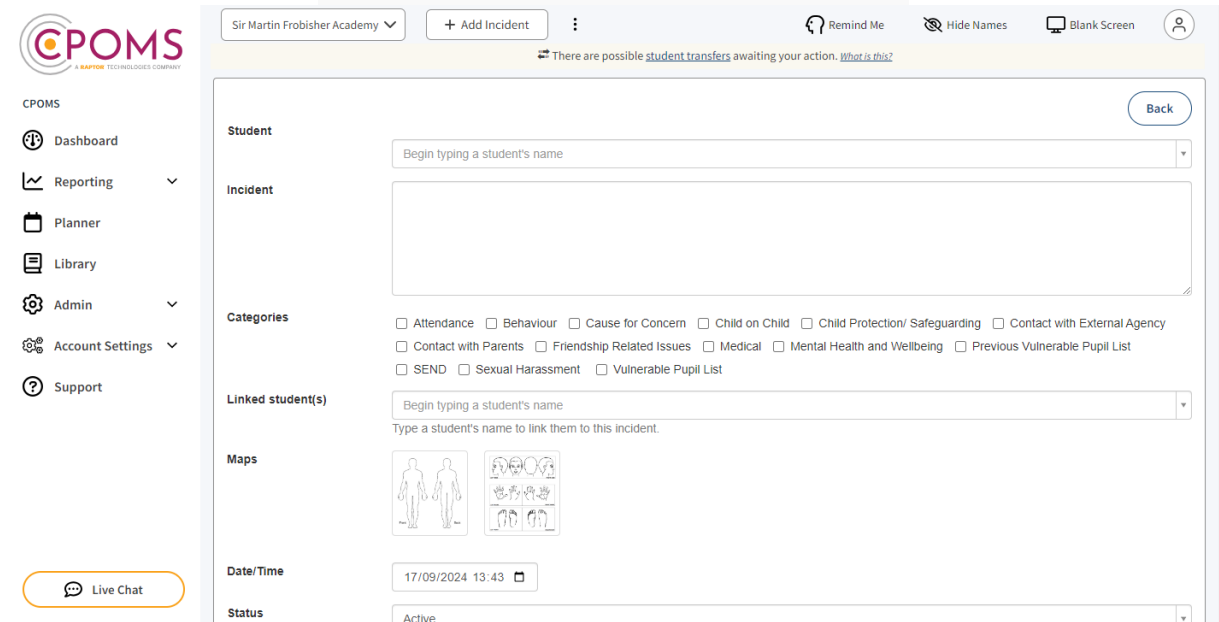 CPOMS
A RAPTOR TECHNOLOGIES COMPANY
Sir Martin Frobisher Academy
+ Add Incident
Remind Me
Hide Names
Blank Screen
There are possible student transfers awaiting your action. What is this?
CPOMS
Dashboard
Reporting
Planner
Library
Admin
Account Settings
Support
Live Chat
Back
Student
Begin typing a student's name
Incident
Categories
Attendance Behaviour Cause for Concern Child on Child Child Protection/ Safeguarding Contact with External Agency
Contact with Parents Friendship Related Issues Medical Mental Health and Wellbeing Previous Vulnerable Pupil List
SEND Sexual Harassment Vulnerable Pupil List
Linked student(s)
Begin typing a student's name
Type a student's name to link them to this incident.
Maps
Date/Time
17/09/2024 13:43
Status
Active